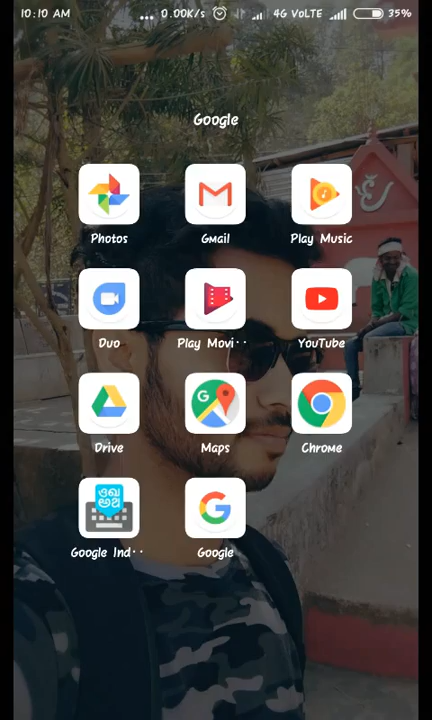 10:10 AM ... 0.00K/s 4G VoLTE 35%
Google
Photos Gmail Play Music
Duo Play Movi·· YouTube
Drive Maps Chrome
Google Ind·· Google